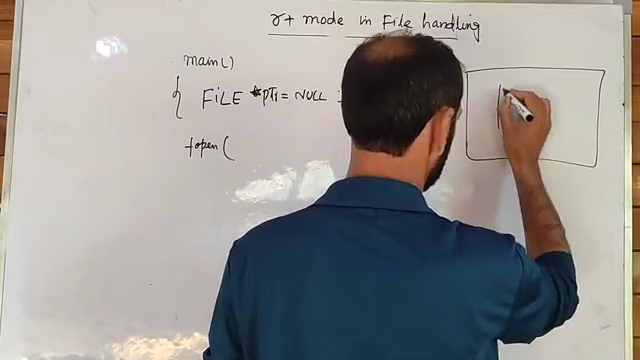 r+ mode in File handling
main()
{ FILE *ptr = NULL ;
fopen(